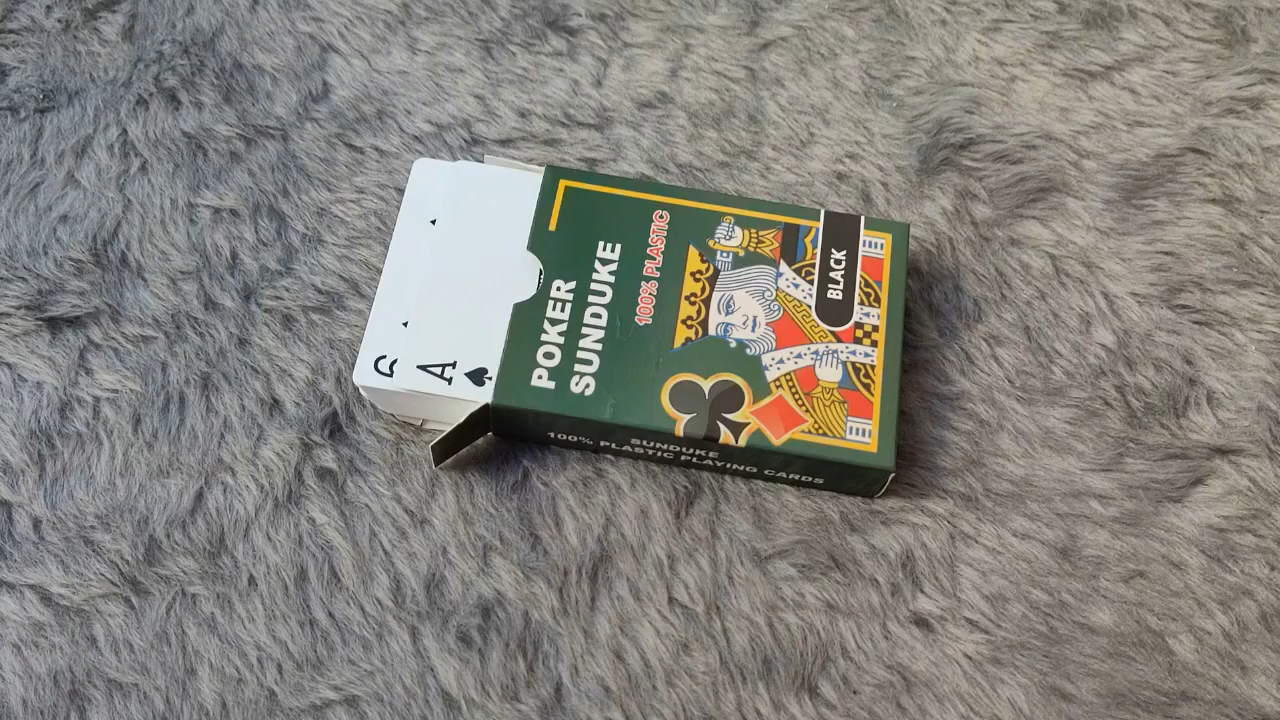 POKER
SUNDUKE
100% PLASTIC
BLACK
A
SUNDUKE
100% PLASTIC PLAYING CARDS